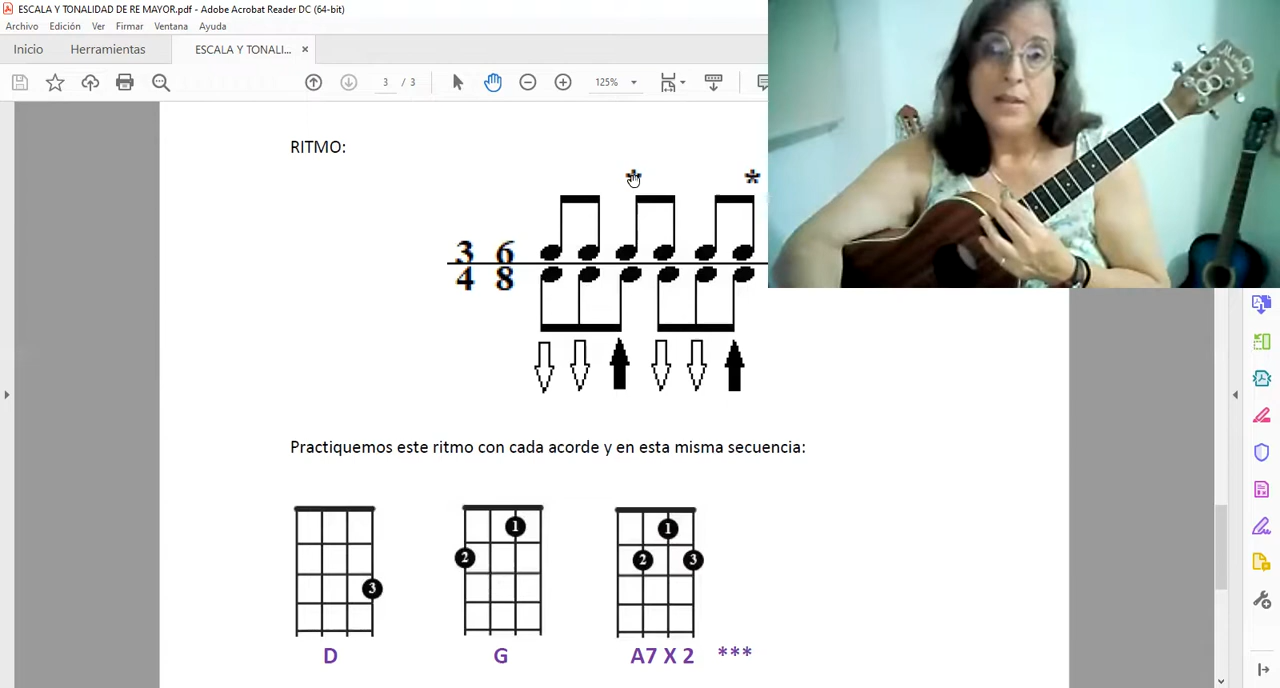 ESCALA Y TONALIDAD DE RE MAYOR.pdf - Adobe Acrobat Reader DC (64-bit)
Archivo Edición Ver Firmar Ventana Ayuda
Inicio Herramientas ESCALA Y TONALI... ×
3 / 3 125%
RITMO:
* *
3 6
4 8
Practiquemos este ritmo con cada acorde y en esta misma secuencia:
1 1
2 2 3
3
D G A7 X 2 ***